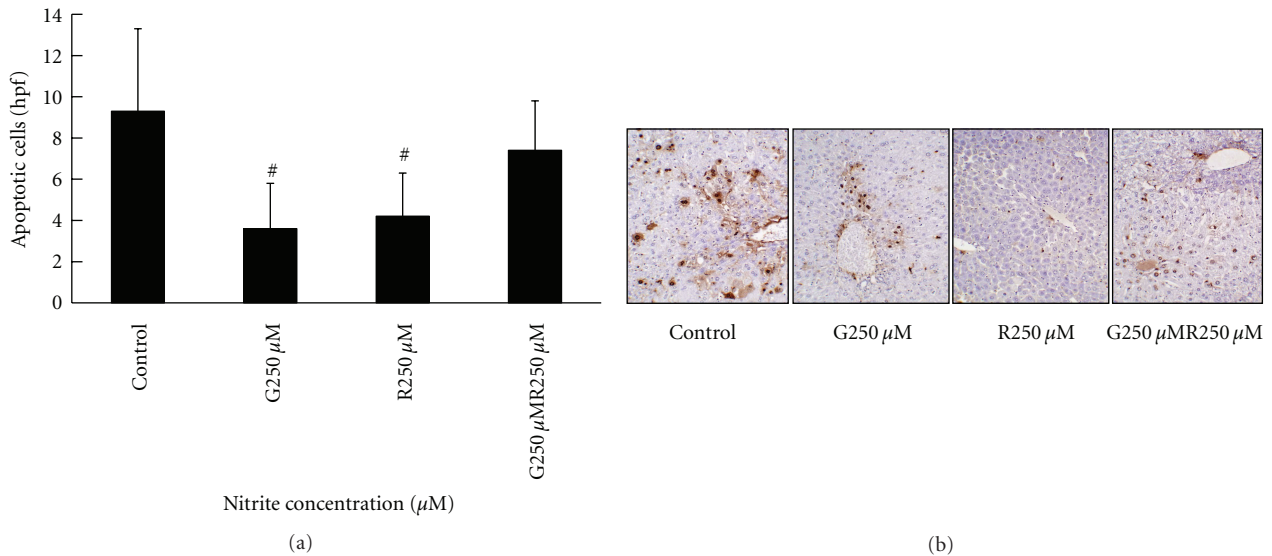 14
12
10
8
6
4
2
0
Apoptotic cells (hpf)
#
#
Control
G250 µM
R250 µM
G250 µMR250 µM
Nitrite concentration (µM)
(a)
Control
G250 µM
R250 µM
G250 µMR250 µM
(b)